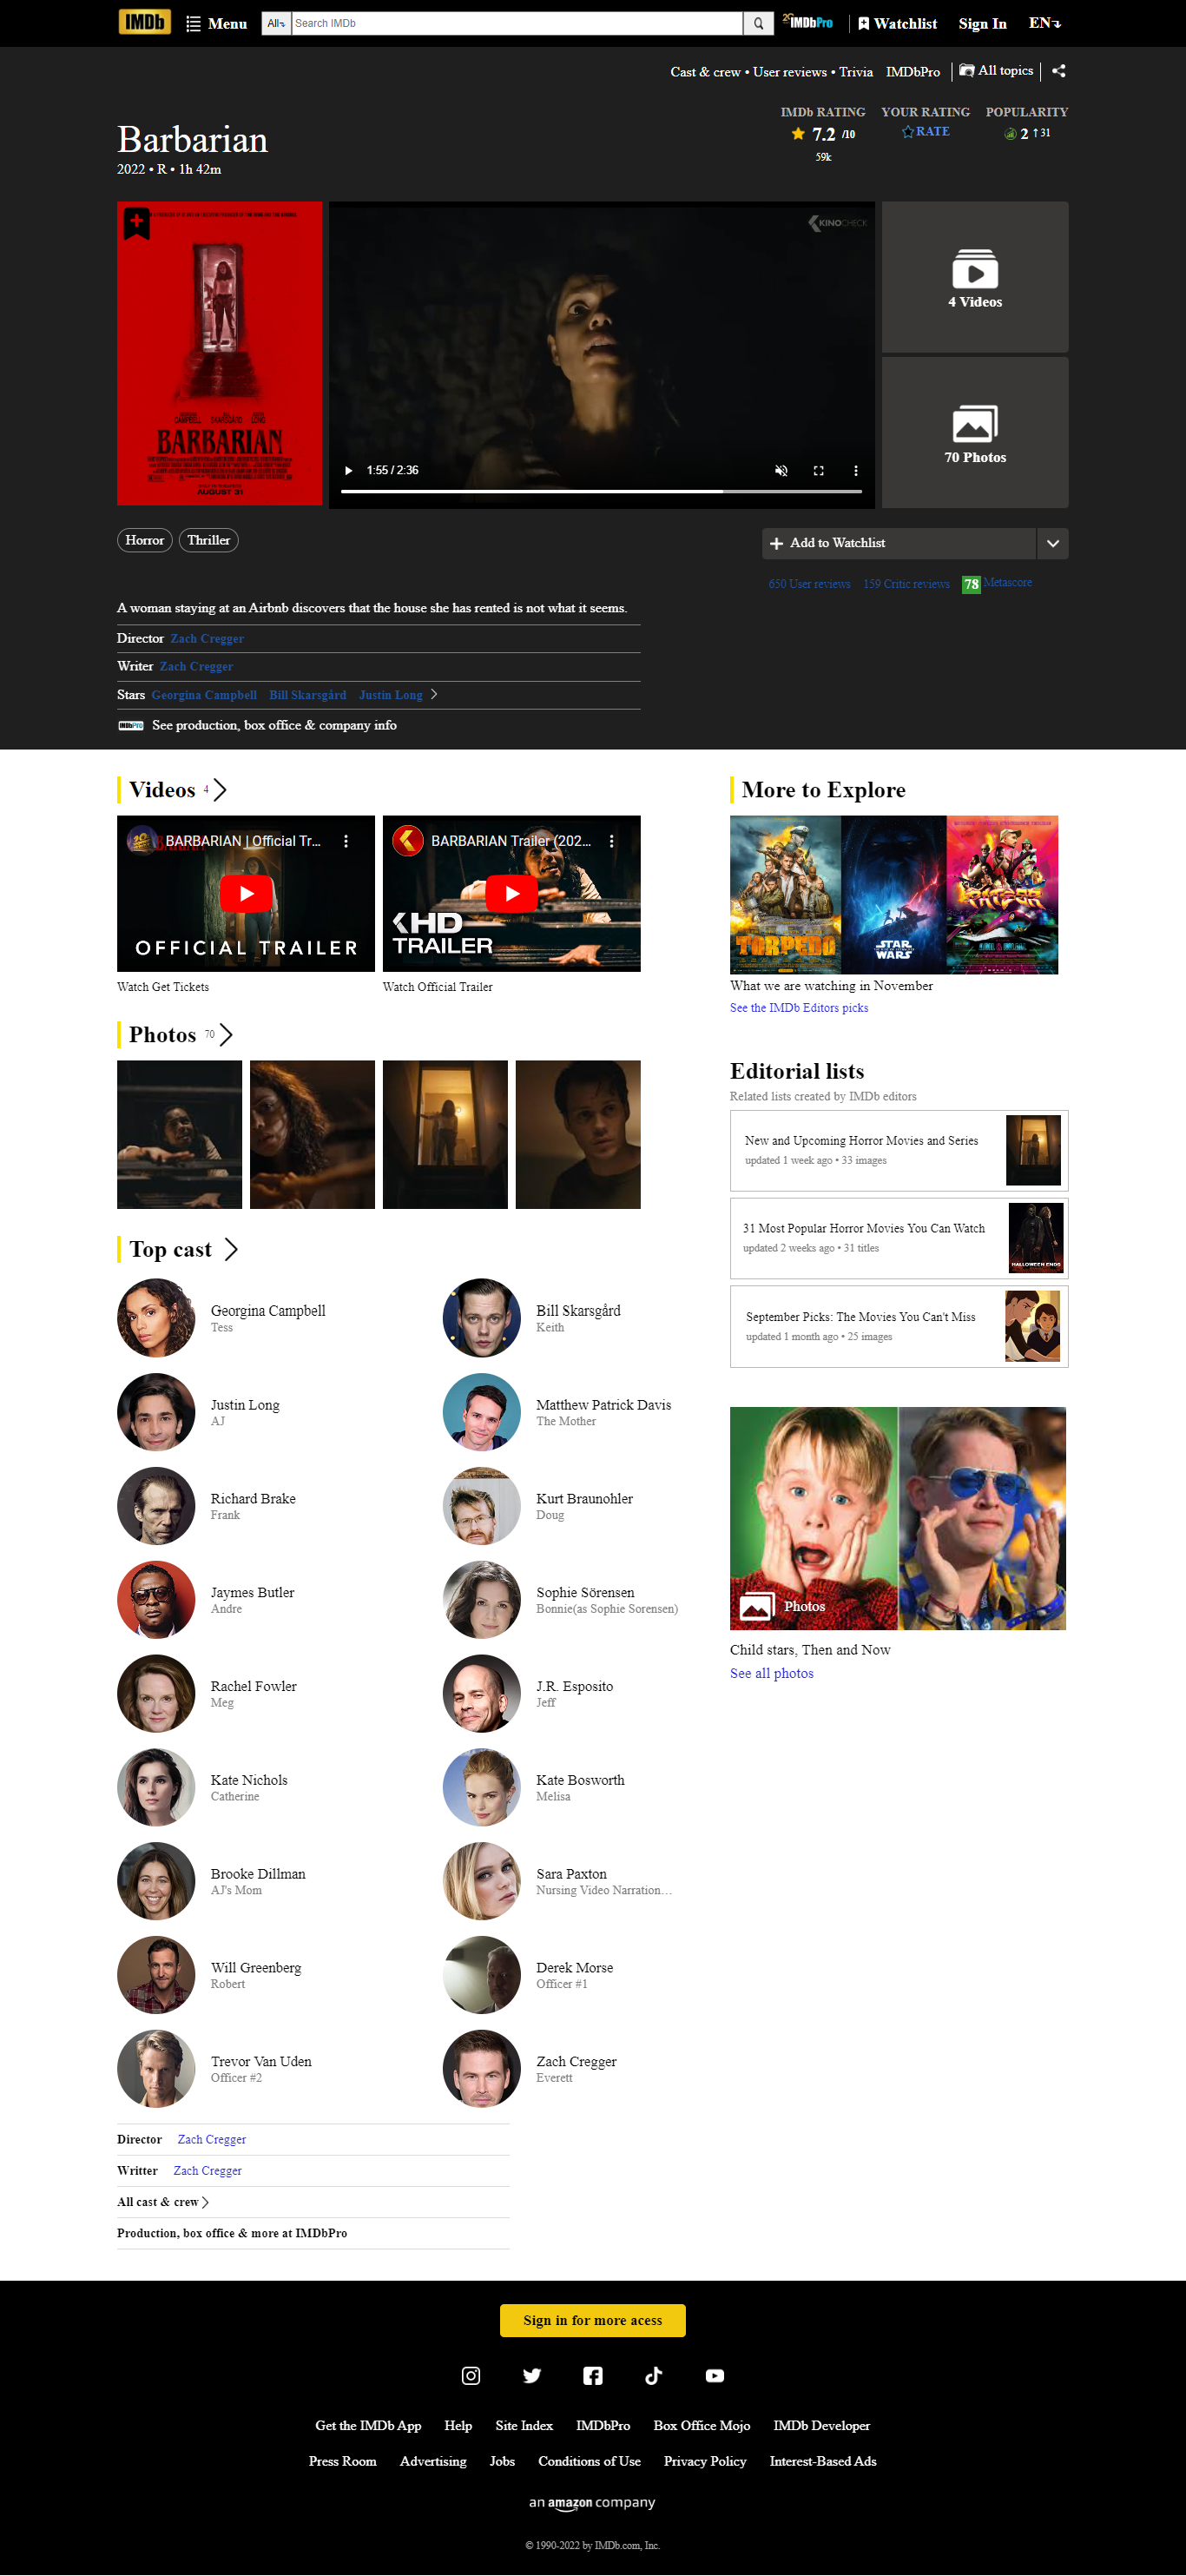 IMDb Menu All Search IMDb IMDbPro Watchlist Sign In EN
Cast & crew • User reviews • Trivia IMDbPro All topics
IMDb RATING YOUR RATING POPULARITY
7.2 /10 RATE 2 ↑ 31
59k
Barbarian
2022 • R • 1h 42m
CAMPBELL SKARSGÅRD LONG
BARBARIAN
AUGUST 31
KINOCHECK
1:55 / 2:36
4 Videos
70 Photos
Horror Thriller
Add to Watchlist
650 User reviews 159 Critic reviews 78 Metascore
A woman staying at an Airbnb discovers that the house she has rented is not what it seems.
Director Zach Cregger
Writer Zach Cregger
Stars Georgina Campbell Bill Skarsgård Justin Long
IMDbPro See production, box office & company info
Videos 4
BARBARIAN | Official Tr...
OFFICIAL TRAILER
BARBARIAN Trailer (202...
HD
TRAILER
Watch Get Tickets
Watch Official Trailer
Photos 70
Top cast
Georgina Campbell
Tess
Bill Skarsgård
Keith
Justin Long
AJ
Matthew Patrick Davis
The Mother
Richard Brake
Frank
Kurt Braunohler
Doug
Jaymes Butler
Andre
Sophie Sörensen
Bonnie(as Sophie Sorensen)
Rachel Fowler
Meg
J.R. Esposito
Jeff
Kate Nichols
Catherine
Kate Bosworth
Melisa
Brooke Dillman
AJ's Mom
Sara Paxton
Nursing Video Narration…
Will Greenberg
Robert
Derek Morse
Officer #1
Trevor Van Uden
Officer #2
Zach Cregger
Everett
Director Zach Cregger
Writter Zach Cregger
All cast & crew
Production, box office & more at IMDbPro
More to Explore
TORPEDO
STAR WARS
What we are watching in November
See the IMDb Editors picks
Editorial lists
Related lists created by IMDb editors
New and Upcoming Horror Movies and Series
updated 1 week ago • 33 images
31 Most Popular Horror Movies You Can Watch
updated 2 weeks ago • 31 titles
HALLOWEEN ENDS
September Picks: The Movies You Can't Miss
updated 1 month ago • 25 images
Photos
Child stars, Then and Now
See all photos
Sign in for more acess
Get the IMDb App Help Site Index IMDbPro Box Office Mojo IMDb Developer
Press Room Advertising Jobs Conditions of Use Privacy Policy Interest-Based Ads
an amazon company
© 1990-2022 by IMDb.com, Inc.